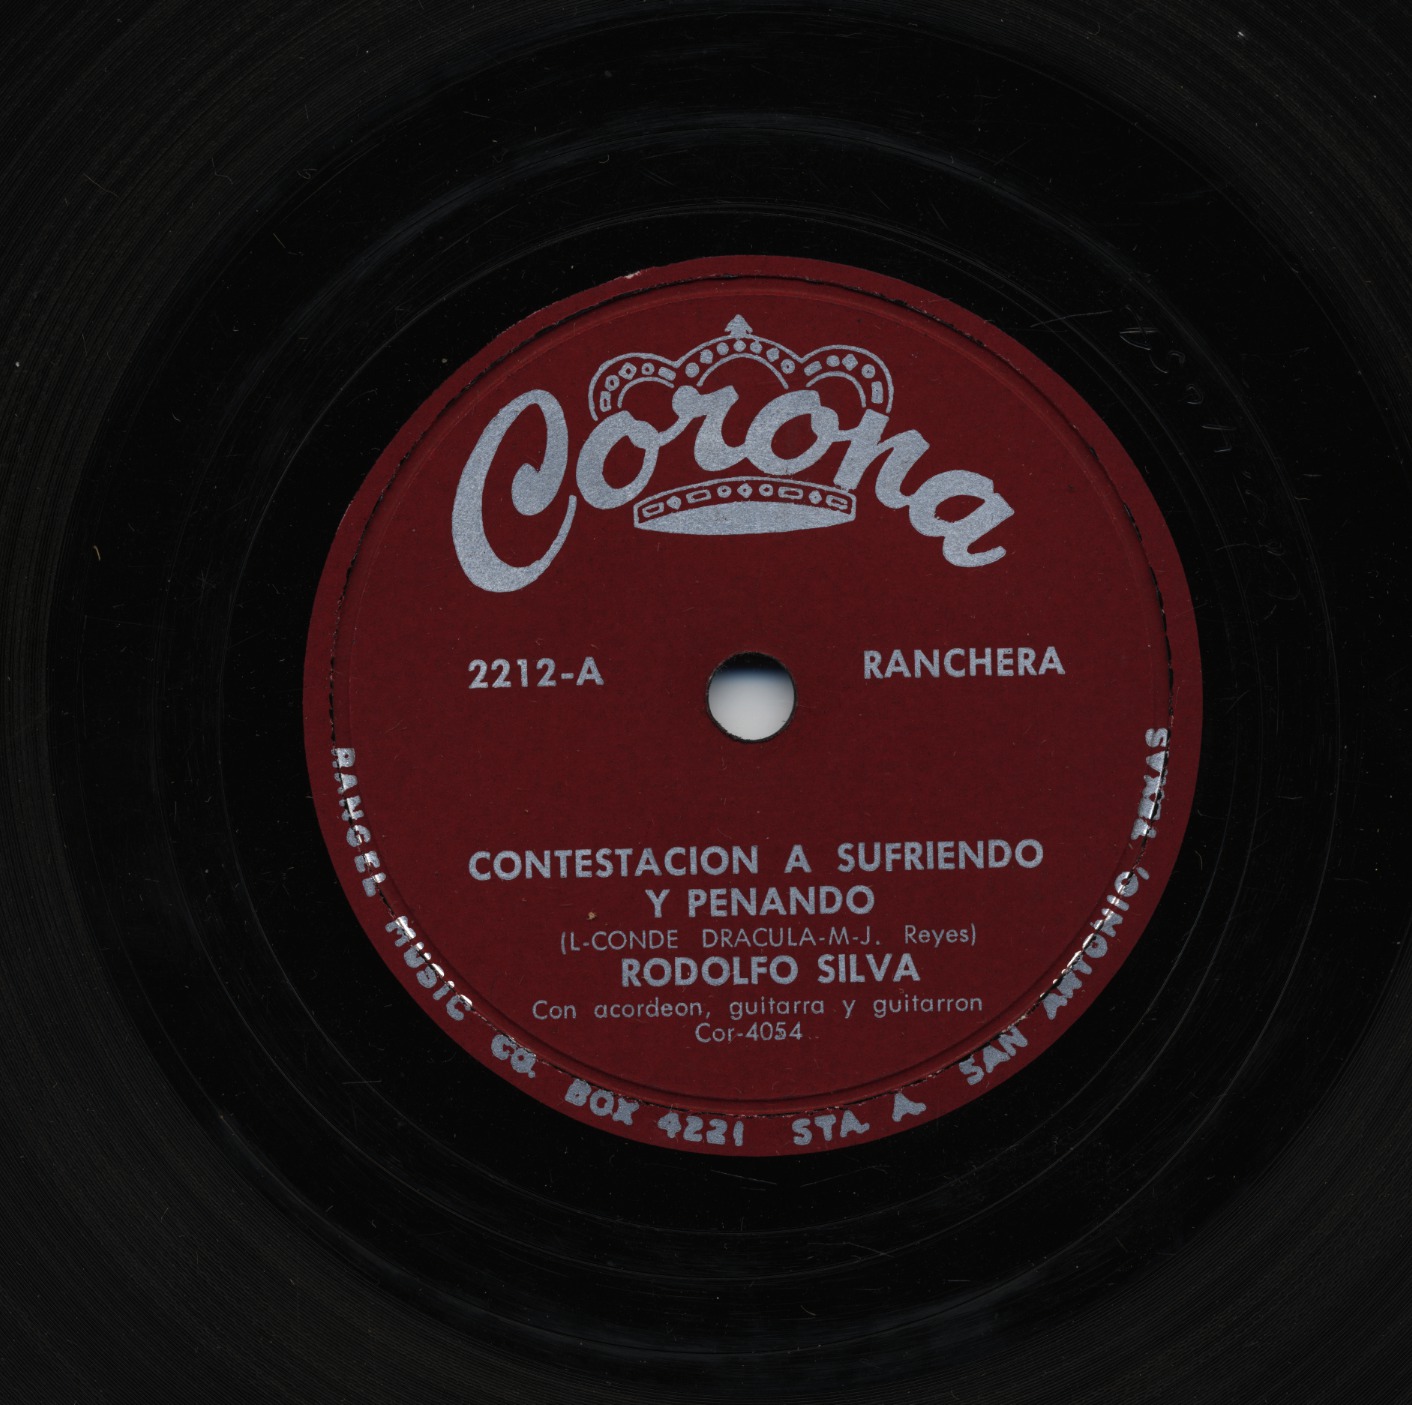 Corona
2212-A
RANCHERA
CONTESTACION A SUFRIENDO
Y PENANDO
(L-CONDE DRACULA-M-J. Reyes)
RODOLFO SILVA
Con acordeon, guitarra y guitarron
Cor-4054
RANGEL MUSIC CO. BOX 4221 STA. A. SAN ANTONIO, TEXAS